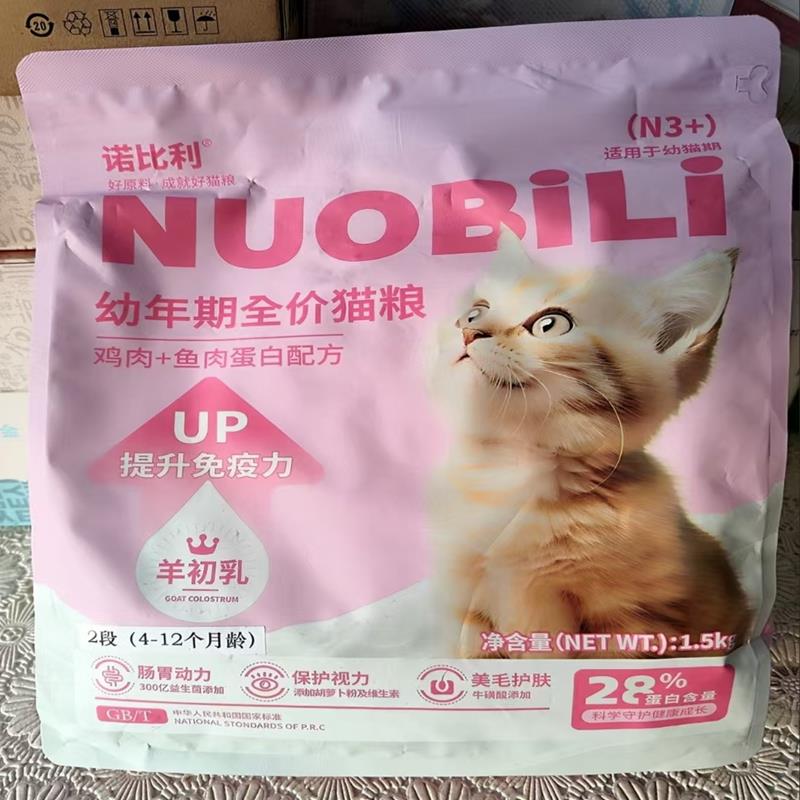 20
诺比利®
好原料·成就好猫粮
(N3+)
适用于幼猫期
NUOBiLi
幼年期全价猫粮
鸡肉+鱼肉蛋白配方
UP
提升免疫力
羊初乳
GOAT COLOSTRUM
2段（4-12个月龄）
净含量(NET WT.):1.5kg
肠胃动力
300亿益生菌添加
保护视力
添加胡萝卜粉及维生素
美毛护肤
牛磺酸添加
28%
蛋白含量
科学守护健康成长
GB/T
中华人民共和国国家标准
NATIONAL STANDORDS OF P.R.C